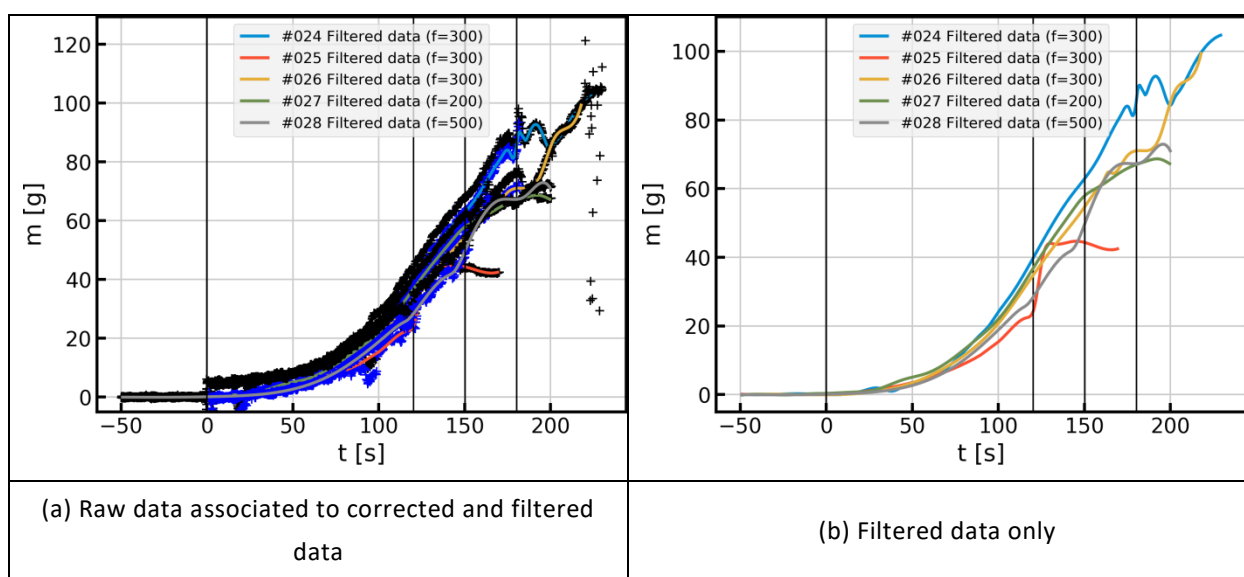 #024 Filtered data (f=300)
#025 Filtered data (f=300)
#026 Filtered data (f=300)
#027 Filtered data (f=200)
#028 Filtered data (f=500)
m [g]
120
100
80
60
40
20
0
−50
0
50
100
150
200
t [s]
#024 Filtered data (f=300)
#025 Filtered data (f=300)
#026 Filtered data (f=300)
#027 Filtered data (f=200)
#028 Filtered data (f=500)
m [g]
100
80
60
40
20
0
−50
0
50
100
150
200
t [s]
(a) Raw data associated to corrected and filtered
data
(b) Filtered data only